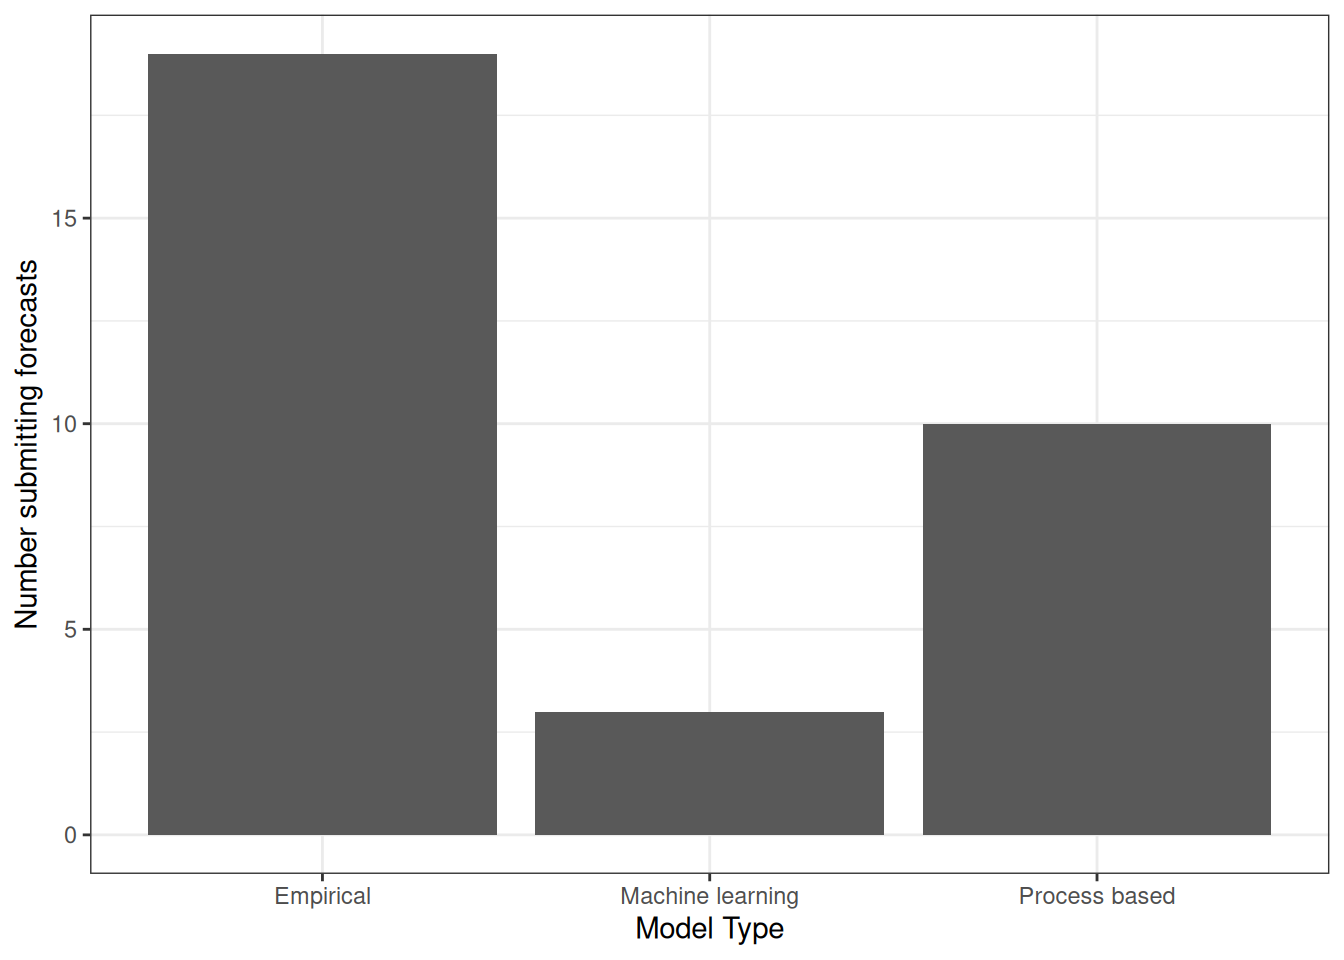 Number submitting forecasts
15
10
5
0
Empirical
Machine learning
Process based
Model Type